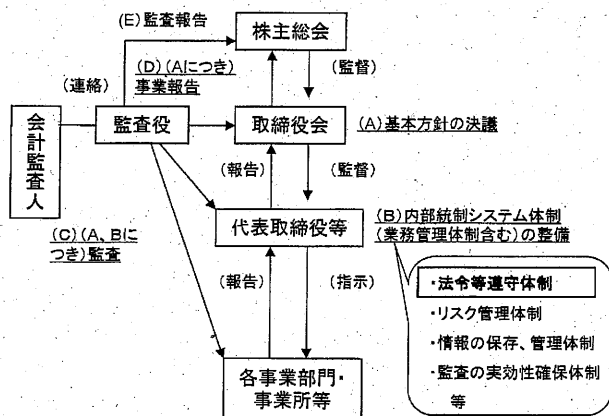 (E)監査報告
株主総会
(D)(Aにつき)
事業報告
(連絡)
(監督)
会計監査人
監査役
取締役会
(A)基本方針の決議
(報告)
(監督)
代表取締役等
(B)内部統制システム体制
(業務管理体制含む)の整備
(C)(A、Bに
つき)監査
(報告)
(指示)
・法令等遵守体制
・リスク管理体制
・情報の保存、管理体制
・監査の実効性確保体制
等
各事業部門・
事業所等